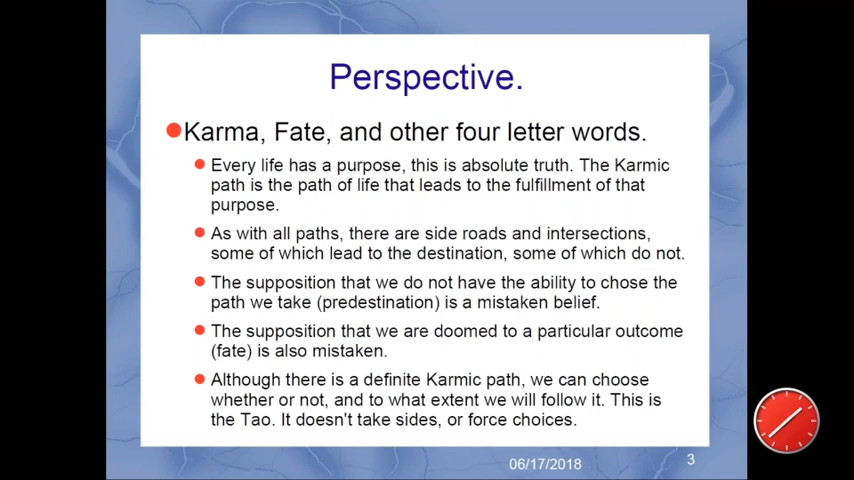 Perspective.
Karma, Fate, and other four letter words.
Every life has a purpose, this is absolute truth. The Karmic
path is the path of life that leads to the fulfillment of that
purpose.
As with all paths, there are side roads and intersections,
some of which lead to the destination, some of which do not.
The supposition that we do not have the ability to chose the
path we take (predestination) is a mistaken belief.
The supposition that we are doomed to a particular outcome
(fate) is also mistaken.
Although there is a definite Karmic path, we can choose
whether or not, and to what extent we will follow it. This is
the Tao. It doesn't take sides, or force choices.
06/17/2018
3